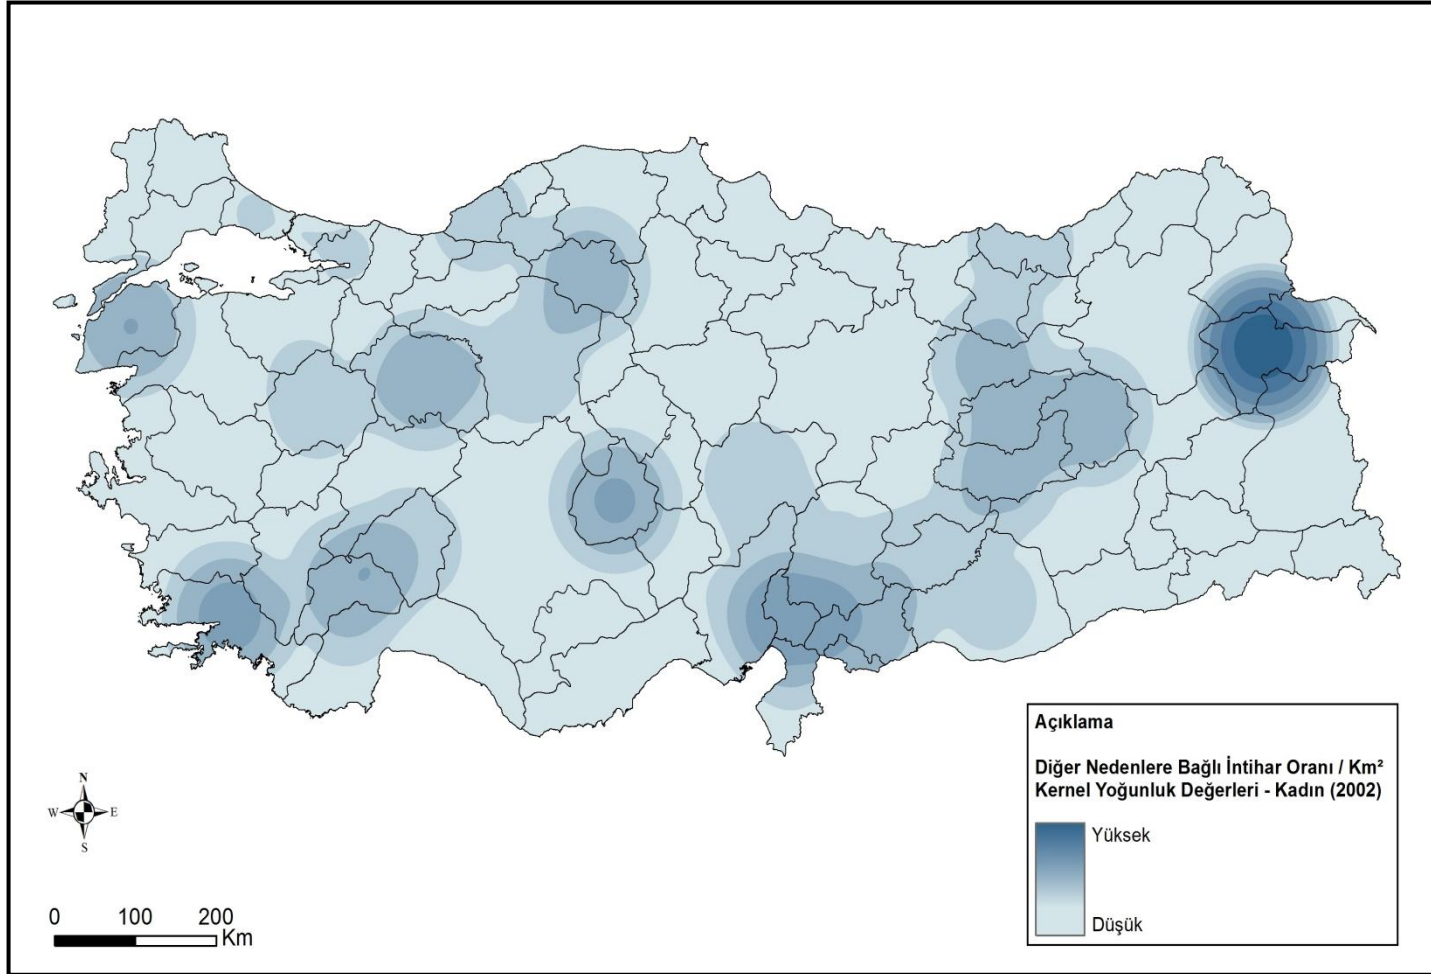 Açıklama
Diğer Nedenlere Bağlı İntihar Oranı / Km²
Kernel Yoğunluk Değerleri - Kadın (2002)
Yüksek
Düşük
N
W E
S
0 100 200
Km